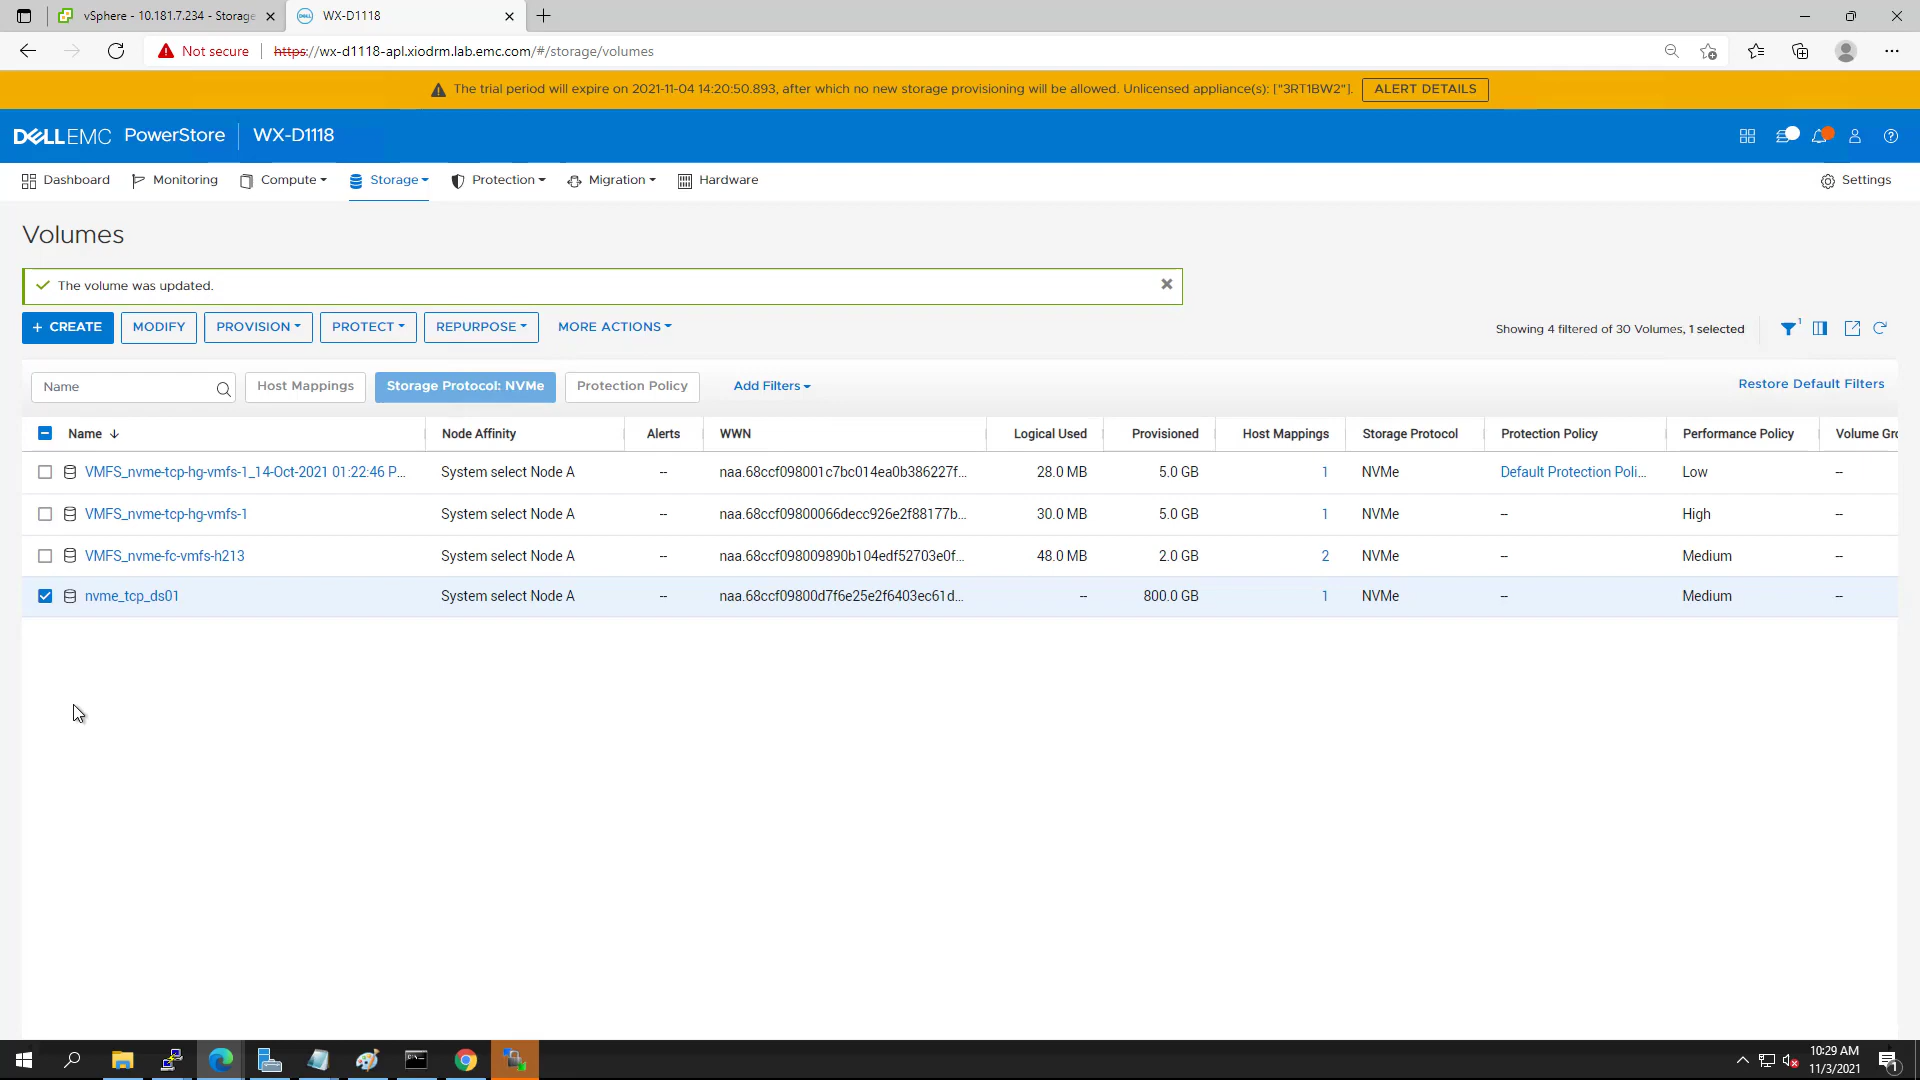 vSphere - 10.181.7.234 - Storage
WX-D1118
Not secure
https://wx-d1118-apl.xiodrm.lab.emc.com/#/storage/volumes
The trial period will expire on 2021-11-04 14:20:50.893, after which no new storage provisioning will be allowed. Unlicensed appliance(s): ["3RT1BW2"].
ALERT DETAILS
DELLEMC PowerStore WX-D1118
Dashboard Monitoring Compute Storage Protection Migration Hardware Settings
Volumes
The volume was updated.
+ CREATE MODIFY PROVISION PROTECT REPURPOSE MORE ACTIONS
Showing 4 filtered of 30 Volumes, 1 selected
1
Name Host Mappings Storage Protocol: NVMe Protection Policy Add Filters Restore Default Filters
Name Node Affinity Alerts WWN Logical Used Provisioned Host Mappings Storage Protocol Protection Policy Performance Policy Volume Gro
VMFS_nvme-tcp-hg-vmfs-1_14-Oct-2021 01:22:46 P... System select Node A -- naa.68ccf098001c7bc014ea0b386227f... 28.0 MB 5.0 GB 1 NVMe Default Protection Poli... Low --
VMFS_nvme-tcp-hg-vmfs-1 System select Node A -- naa.68ccf09800066decc926e2f88177b... 30.0 MB 5.0 GB 1 NVMe -- High --
VMFS_nvme-fc-vmfs-h213 System select Node A -- naa.68ccf098009890b104edf52703e0f... 48.0 MB 2.0 GB 2 NVMe -- Medium --
nvme_tcp_ds01 System select Node A -- naa.68ccf09800d7f6e25e2f6403ec61d... -- 800.0 GB 1 NVMe -- Medium --
10:29 AM
11/3/2021
1